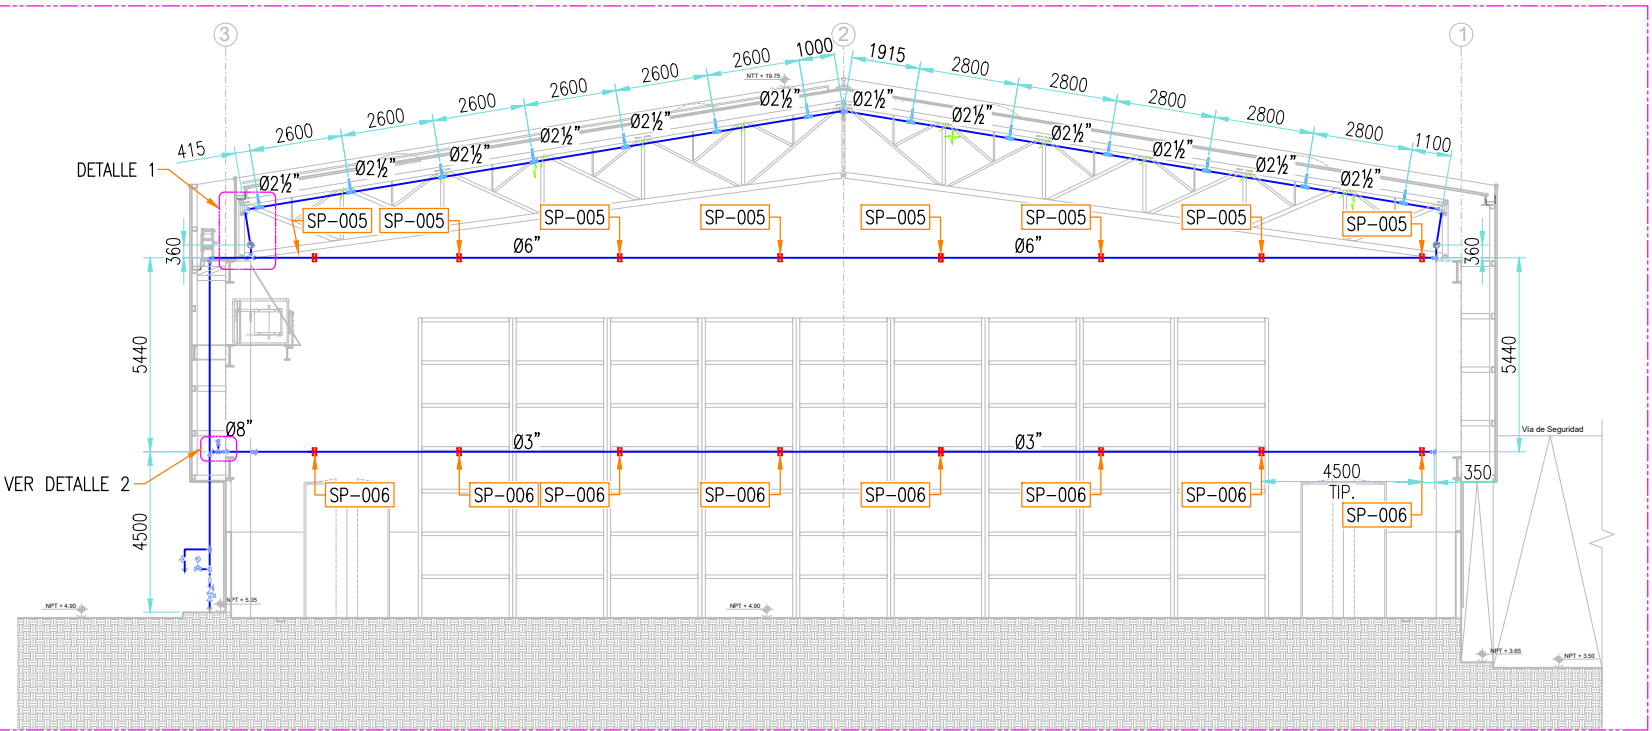 3
2
1
2600
2600
2600
2600
2600
2600
1000
1915
2800
2800
2800
2800
2800
1100
415
NTT + 19.75
Ø2½”
Ø2½”
Ø2½”
Ø2½”
Ø2½”
Ø2½”
Ø2½”
Ø2½”
Ø2½”
Ø2½”
Ø2½”
Ø2½”
DETALLE 1
SP-005
SP-005
SP-005
SP-005
SP-005
SP-005
SP-005
SP-005
360
Ø6”
Ø6”
360
5440
5440
Ø8”
Ø3”
Ø3”
Vía de Seguridad
VER DETALLE 2
SP-006
SP-006
SP-006
SP-006
SP-006
SP-006
SP-006
SP-006
4500
TIP.
350
4500
NPT + 4.90
NPT + 5.05
NPT + 4.90
NPT + 3.65
NPT + 3.50